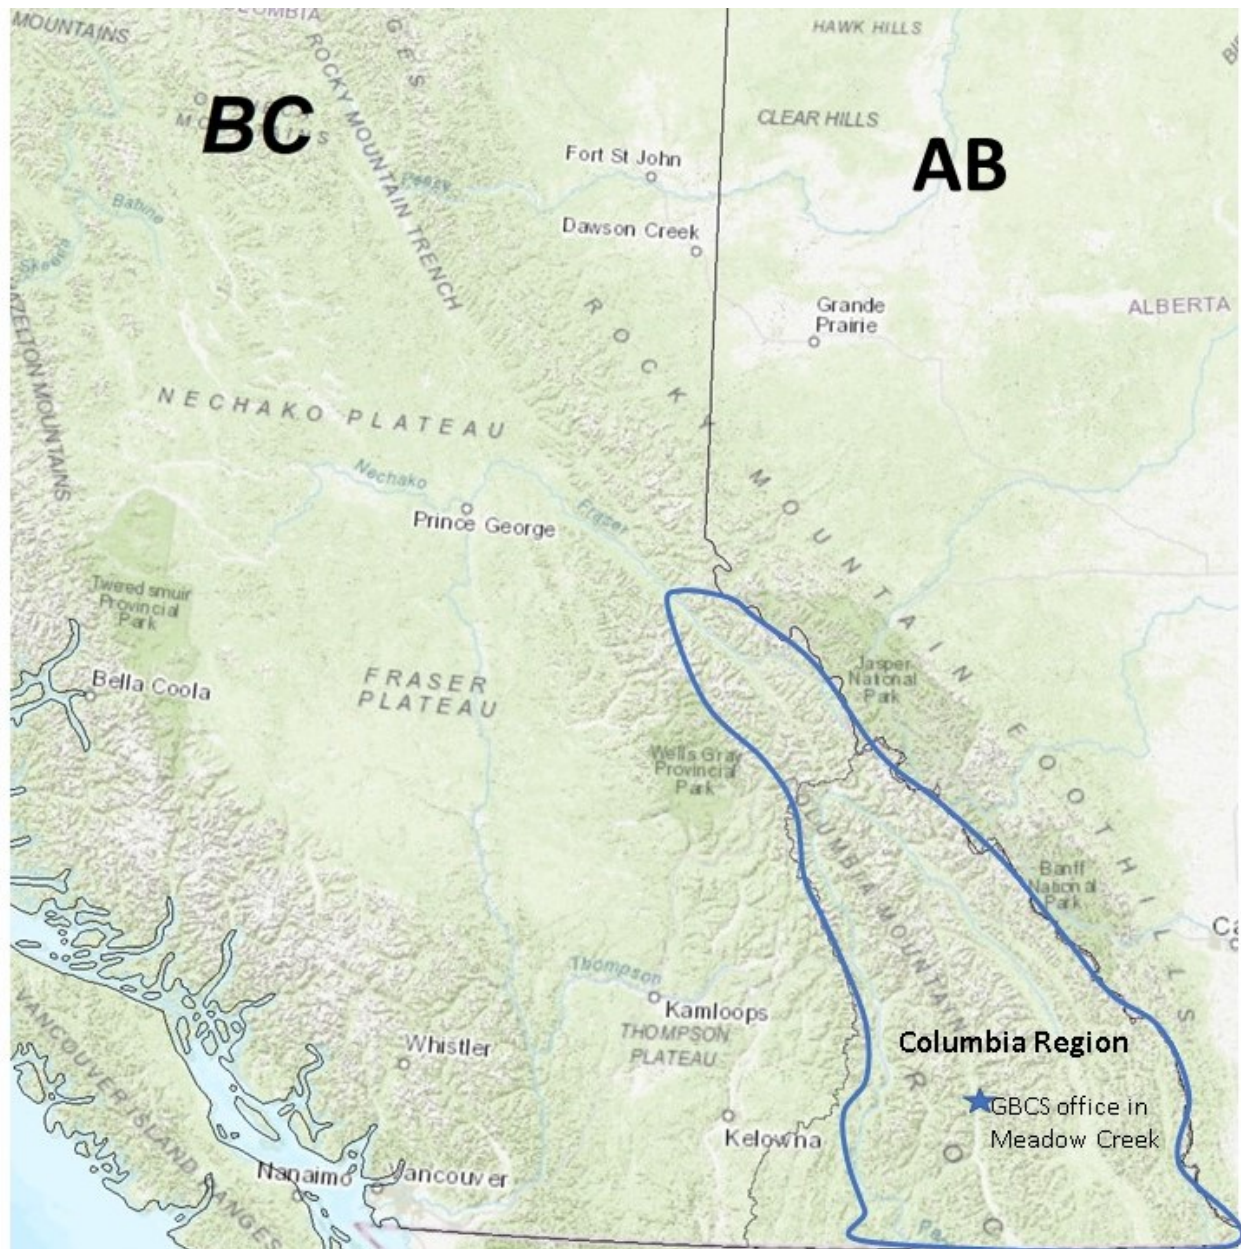 MOUNTAINS
HAWK HILLS
ROCKY MOUNTAIN TRENCH
BC
CLEAR HILLS
AB
Fort St John
Peace
Babine
Dawson Creek
Skeena
Grande
Prairie
ALBERTA
ROCKY MOUNTAIN FOOTHILLS
NECHAKO PLATEAU
Nechako
Prince George
Fraser
Tweedsmuir
Provincial
Park
Bella Coola
FRASER
PLATEAU
Jasper
National
Park
Wells Gray
Provincial
Park
Banff
National
Park
Thompson
Kamloops
THOMPSON
PLATEAU
Whistler
Columbia Region
GBCS office in
Meadow Creek
Kelowna
VANCOUVER ISLAND RANGES
Nanaimo
Vancouver